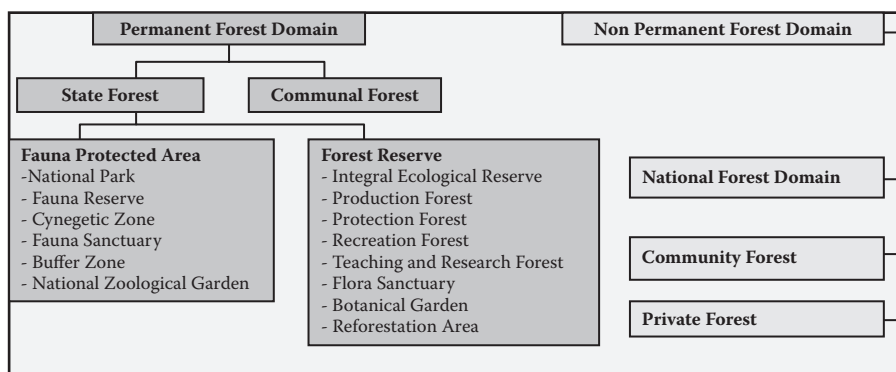 Permanent Forest Domain
Non Permanent Forest Domain
State Forest
Communal Forest
Fauna Protected Area
-National Park
- Fauna Reserve
- Cynegetic Zone
- Fauna Sanctuary
- Buffer Zone
- National Zoological Garden
Forest Reserve
- Integral Ecological Reserve
- Production Forest
- Protection Forest
- Recreation Forest
- Teaching and Research Forest
- Flora Sanctuary
- Botanical Garden
- Reforestation Area
National Forest Domain
Community Forest
Private Forest